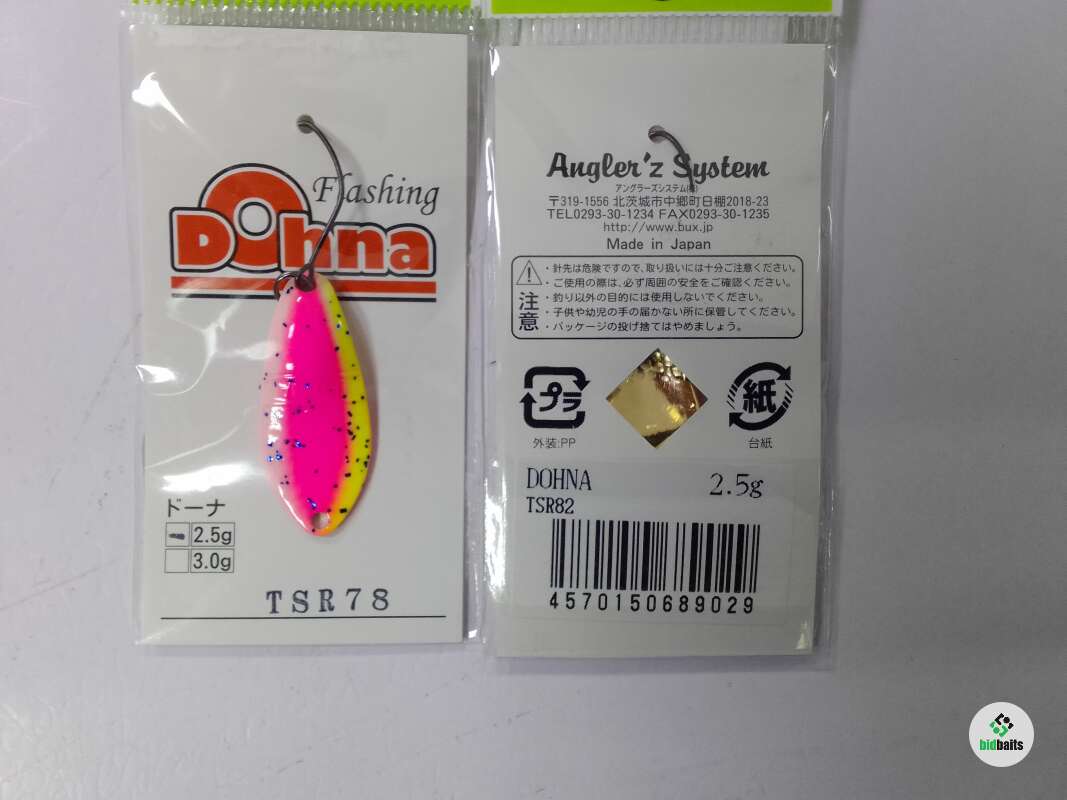 Flashing
Dohna
ドーナ
2.5g
3.0g
TSR78
Angler'z System
アングラーズシステム(有)
〒319-1556 北茨城市中郷町日棚2018-23
TEL0293-30-1234 FAX0293-30-1235
http://www.bux.jp
Made in Japan
注意
・針先は危険ですので、取り扱いには十分ご注意ください。
・ご使用の際は、必ず周囲の安全をご確認ください。
・釣り以外の目的には使用しないでください。
・子供や幼児の手の届かない所に保管してください。
・パッケージの投げ捨てはやめましょう。
プラ
外装:PP
紙
台紙
DOHNA 2.5g
TSR82
4570150689029
bidbaits